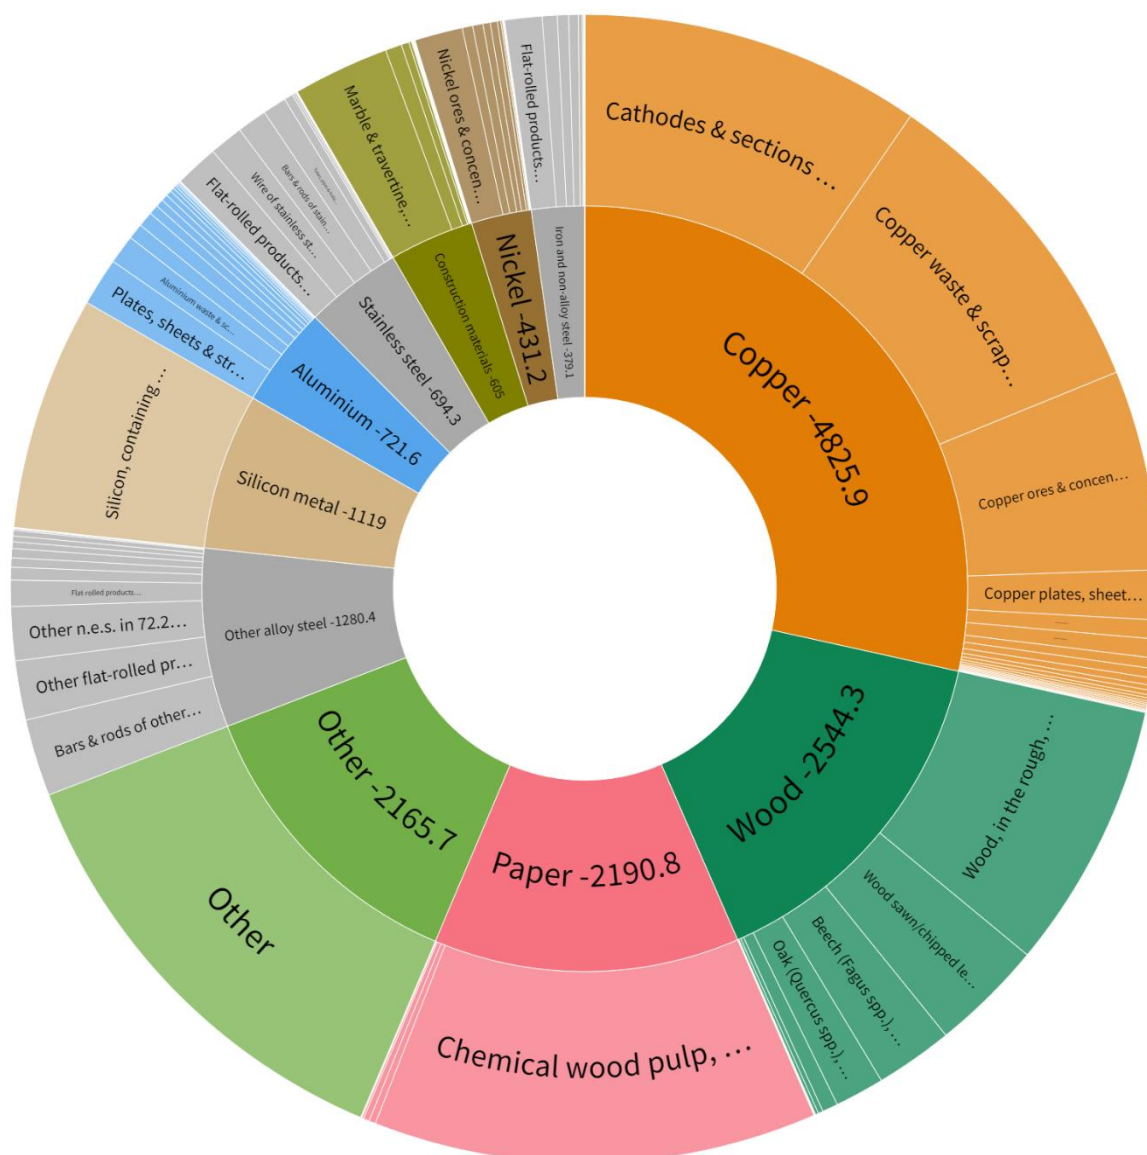 Cathodes & sections …
Copper waste & scrap…
Copper ores & concen…
Copper plates, sheet…
Copper -4825.9
Wood -2544.3
Wood, in the rough, …
Wood sawn/chipped le…
Beech (Fagus spp.), …
Oak (Quercus spp.), …
Paper -2190.8
Chemical wood pulp, …
Other -2165.7
Other
Other alloy steel -1280.4
Bars & rods of other…
Other flat-rolled pr…
Other n.e.s. in 72.2…
Flat rolled products…
Silicon metal -1119
Silicon, containing …
Aluminium -721.6
Plates, sheets & str…
Aluminium waste & sc…
Stainless steel -694.3
Flat-rolled products…
Wire of stainless st…
Bars & rods of stain…
Construction materials -605
Marble & travertine,…
Nickel -431.2
Nickel ores & concen…
Iron and non-alloy steel -379.1
Flat-rolled products…